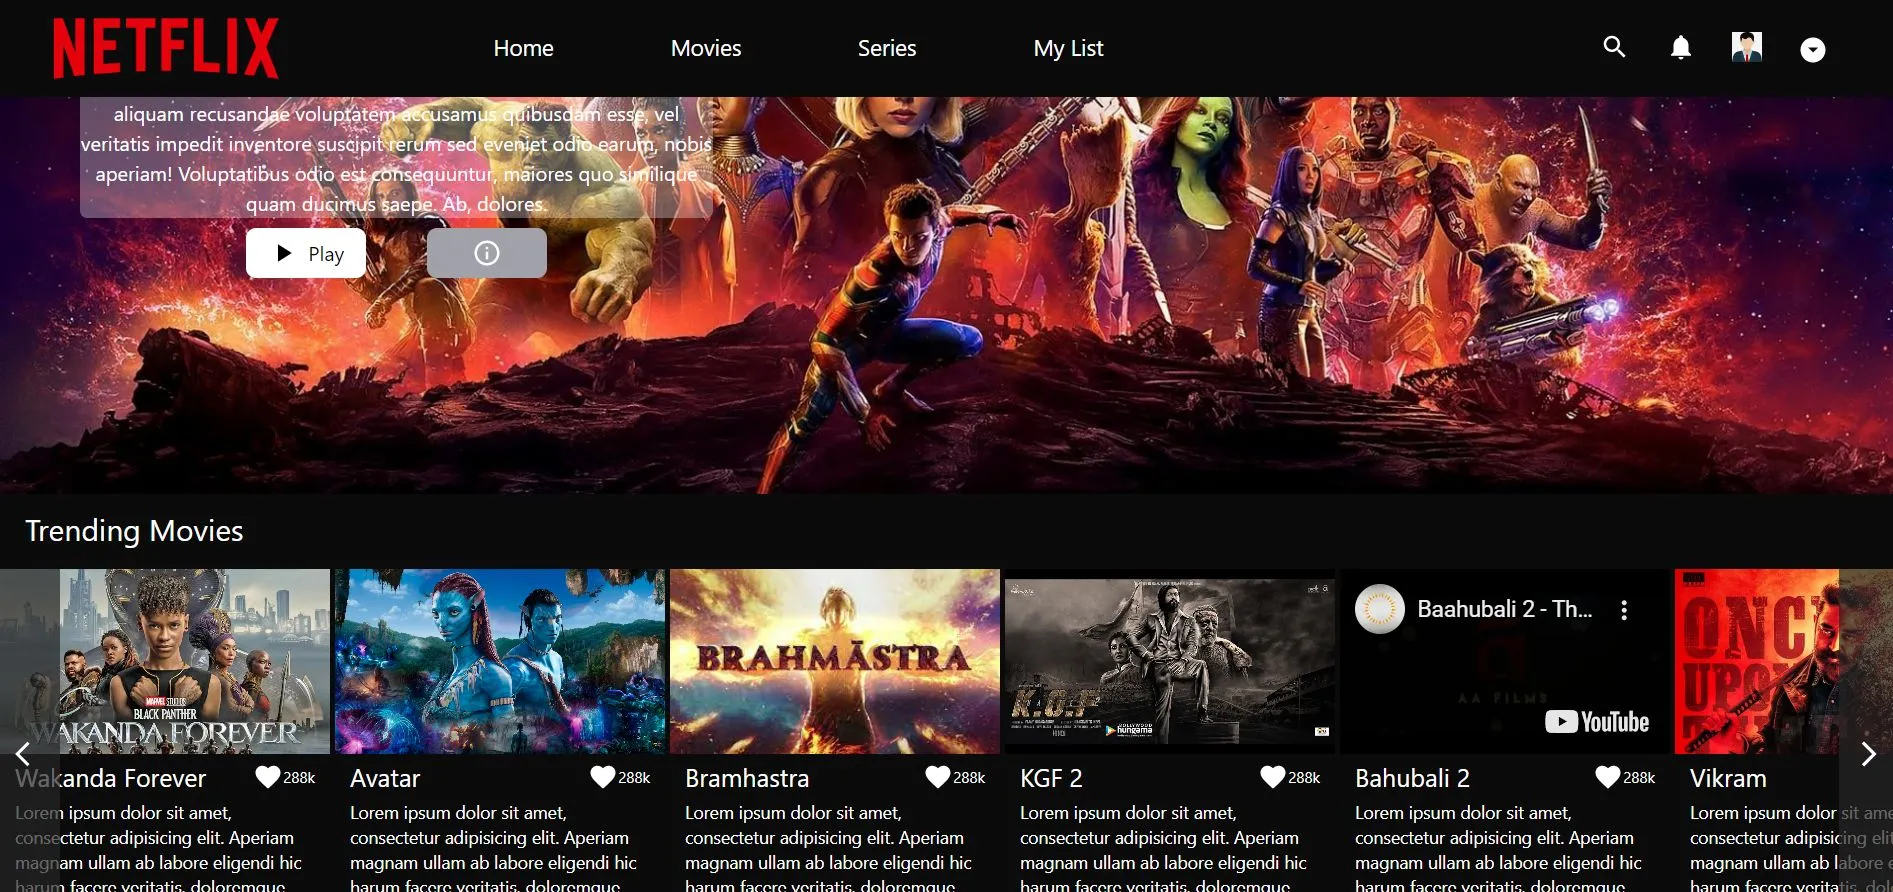 NETFLIX
Home Movies Series My List
aliquam recusandae voluptatem accusamus quibusdam esse, vel
veritatis impedit inventore suscipit rerum sed eveniet odio earum, nobis
aperiam! Voluptatibus odio est consequuntur, maiores quo similique
quam ducimus saepe. Ab, dolores.
Play
Trending Movies
MARVEL STUDIOS
BLACK PANTHER
WAKANDA FOREVER
Wakanda Forever 288k
Lorem ipsum dolor sit amet,
consectetur adipisicing elit. Aperiam
magnam ullam ab labore eligendi hic
harum facere veritatis, doloremque
Avatar 288k
Lorem ipsum dolor sit amet,
consectetur adipisicing elit. Aperiam
magnam ullam ab labore eligendi hic
harum facere veritatis, doloremque
BRAHMĀSTRA
Bramhastra 288k
Lorem ipsum dolor sit amet,
consectetur adipisicing elit. Aperiam
magnam ullam ab labore eligendi hic
harum facere veritatis, doloremque
K.G.F
HINDI
hungama
KGF 2 288k
Lorem ipsum dolor sit amet,
consectetur adipisicing elit. Aperiam
magnam ullam ab labore eligendi hic
harum facere veritatis, doloremque
Baahubali 2 - Th...
AA FILMS
YouTube
Bahubali 2 288k
Lorem ipsum dolor sit amet,
consectetur adipisicing elit. Aperiam
magnam ullam ab labore eligendi hic
harum facere veritatis, doloremque
ONC
UPO
Vikram
Lorem ipsum dolor sit ame
consectetur adipisicing e
magnam ullam ab labore e
harum facere veritatis, dol